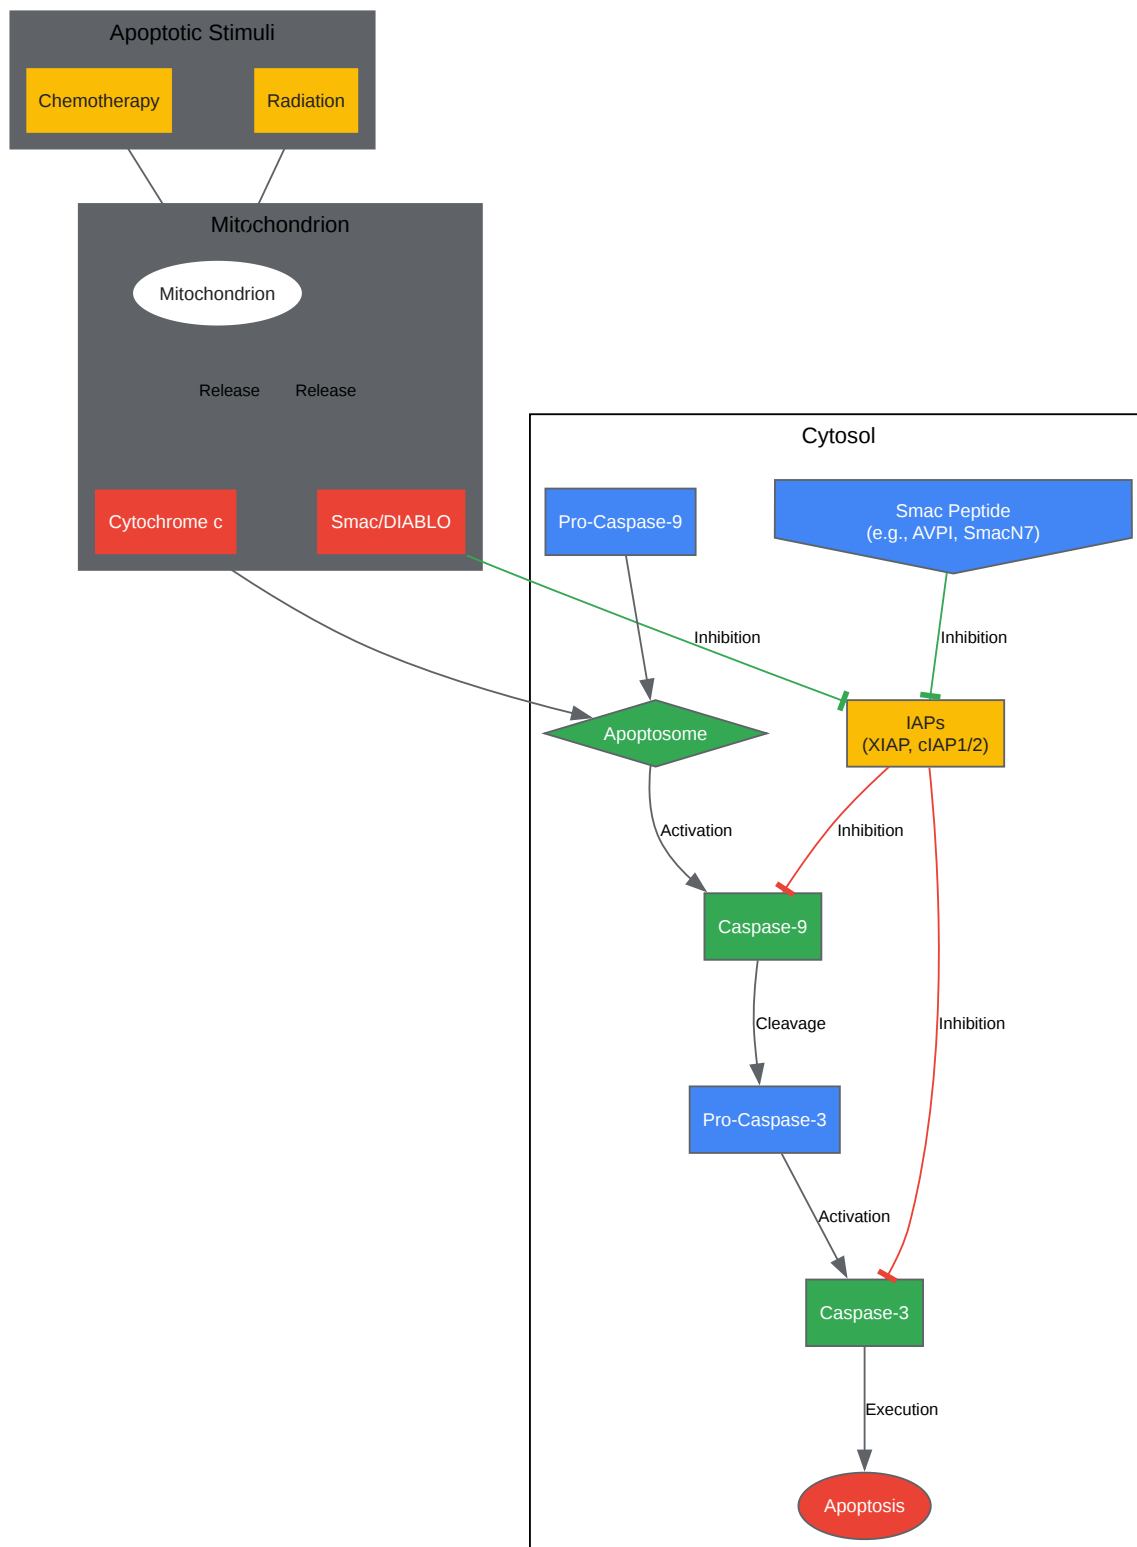 Apoptotic Stimuli
Chemotherapy
Radiation
Mitochondrion
Mitochondrion
Release
Release
Cytochrome c
Smac/DIABLO
Cytosol
Pro-Caspase-9
Smac Peptide
(e.g., AVPI, SmacN7)
Inhibition
Inhibition
Apoptosome
IAPs
(XIAP, cIAP1/2)
Activation
Inhibition
Caspase-9
Cleavage
Inhibition
Pro-Caspase-3
Activation
Caspase-3
Execution
Apoptosis